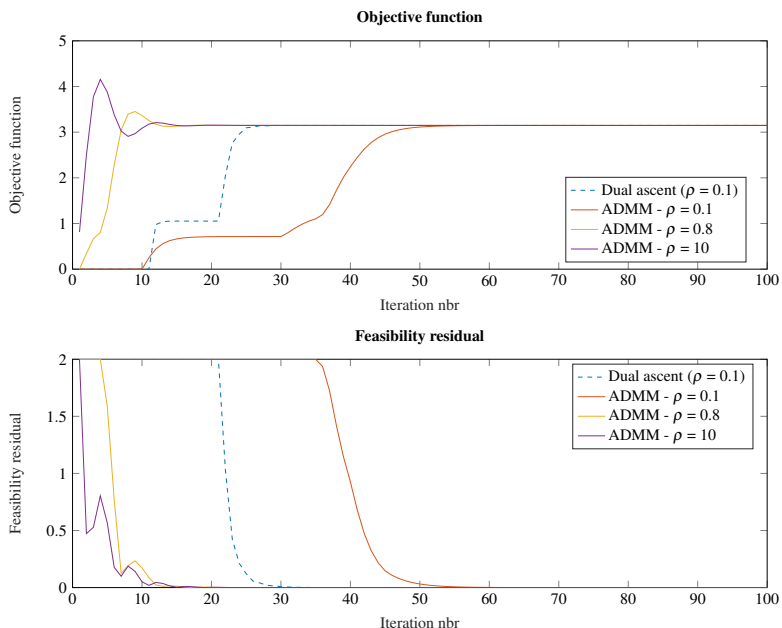 Objective function
5
4
3
2
1
0
Objective function
Dual ascent (ρ = 0.1)
ADMM - ρ = 0.1
ADMM - ρ = 0.8
ADMM - ρ = 10
0 10 20 30 40 50 60 70 80 90 100
Iteration nbr
Feasibility residual
2
1.5
1
0.5
0
Feasibility residual
Dual ascent (ρ = 0.1)
ADMM - ρ = 0.1
ADMM - ρ = 0.8
ADMM - ρ = 10
0 10 20 30 40 50 60 70 80 90 100
Iteration nbr